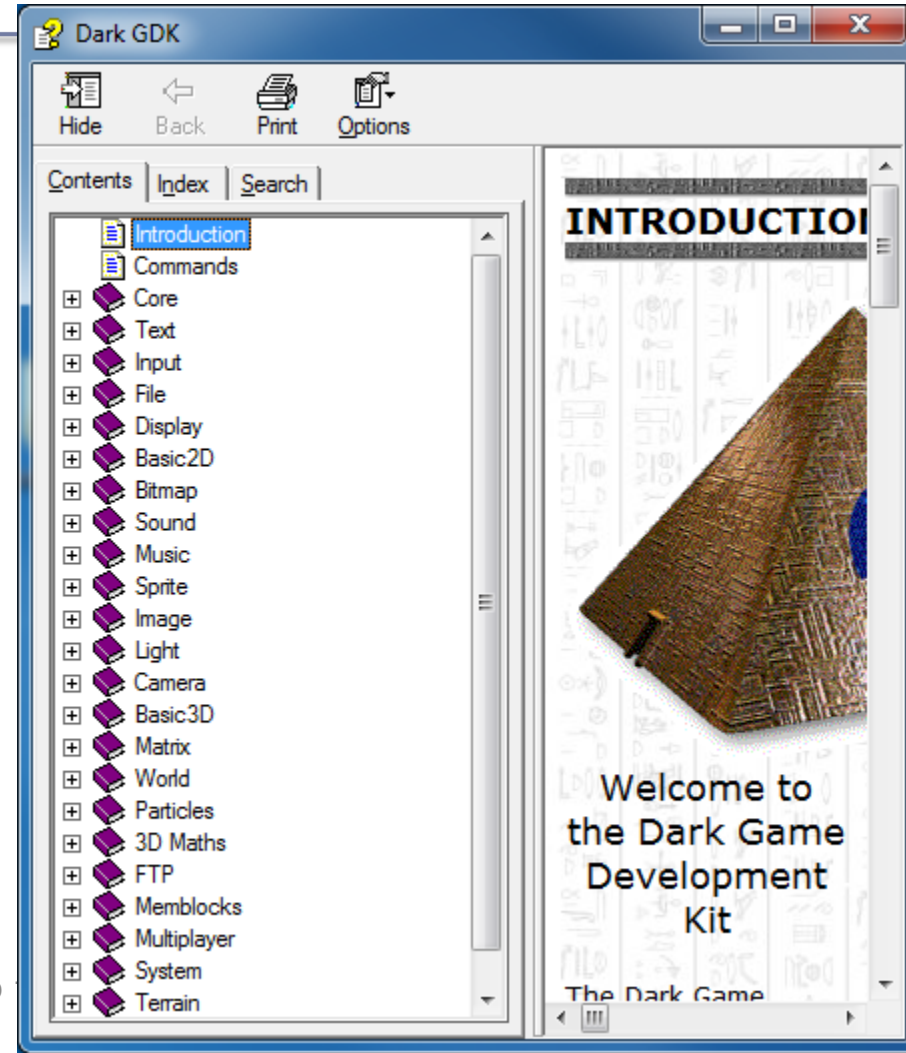 Dark GDK
Hide Back Print Options
Contents Index Search
Introduction
Commands
Core
Text
Input
File
Display
Basic2D
Bitmap
Sound
Music
Sprite
Image
Light
Camera
Basic3D
Matrix
World
Particles
3D Maths
FTP
Memblocks
Multiplayer
System
Terrain
INTRODUCTIO
Welcome to
the Dark Game
Development
Kit
The Dark Game